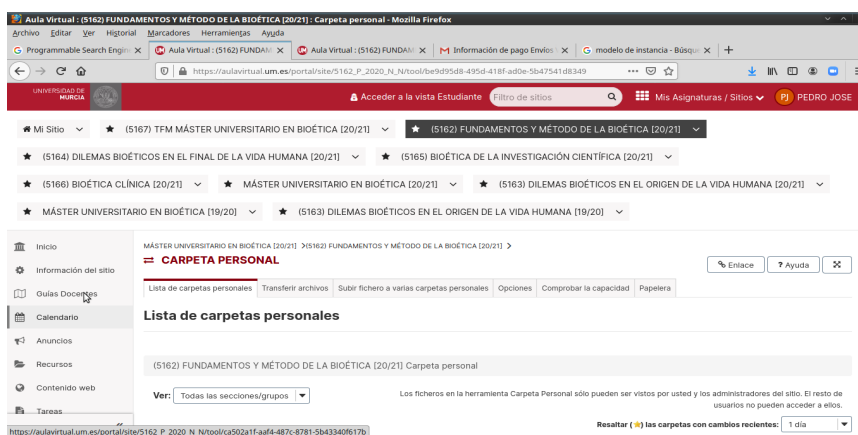 Aula Virtual : (5162) FUNDAMENTOS Y MÉTODO DE LA BIOÉTICA [20/21] : Carpeta personal - Mozilla Firefox
Archivo Editar Ver Historial Marcadores Herramientas Ayuda
Programmable Search Engine Aula Virtual : (5162) FUNDAM Aula Virtual : (5162) FUNDAM Información de pago Envíos modelo de instancia - Búsque
https://aulavirtual.um.es/portal/site/5162_P_2020_N_N/tool/be9d95d8-495d-418f-ad0e-5b47541d8349
UNIVERSIDAD DE MURCIA Acceder a la vista Estudiante Filtro de sitios Mis Asignaturas / Sitios PJ PEDRO JOSE
Mi Sitio (5167) TFM MÁSTER UNIVERSITARIO EN BIOÉTICA [20/21] (5162) FUNDAMENTOS Y MÉTODO DE LA BIOÉTICA [20/21]
(5164) DILEMAS BIOÉTICOS EN EL FINAL DE LA VIDA HUMANA [20/21] (5165) BIOÉTICA DE LA INVESTIGACIÓN CIENTÍFICA [20/21]
(5166) BIOÉTICA CLÍNICA [20/21] MÁSTER UNIVERSITARIO EN BIOÉTICA [20/21] (5163) DILEMAS BIOÉTICOS EN EL ORIGEN DE LA VIDA HUMANA [20/21]
MÁSTER UNIVERSITARIO EN BIOÉTICA [19/20] (5163) DILEMAS BIOÉTICOS EN EL ORIGEN DE LA VIDA HUMANA [19/20]
Inicio
Información del sitio
Guías Docentes
Calendario
Anuncios
Recursos
Contenido web
Tareas
MÁSTER UNIVERSITARIO EN BIOÉTICA [20/21] >(5162) FUNDAMENTOS Y MÉTODO DE LA BIOÉTICA [20/21] >
CARPETA PERSONAL
Enlace ? Ayuda
Lista de carpetas personales Transferir archivos Subir fichero a varias carpetas personales Opciones Comprobar la capacidad Papelera
Lista de carpetas personales
(5162) FUNDAMENTOS Y MÉTODO DE LA BIOÉTICA [20/21] Carpeta personal
Ver: Todas las secciones/grupos
Los ficheros en la herramienta Carpeta Personal sólo pueden ser vistos por usted y los administradores del sitio. El resto de
usuarios no pueden acceder a ellos.
Resaltar ( ) las carpetas con cambios recientes: 1 día
https://aulavirtual.um.es/portal/site/5162_P_2020_N_N/tool/ca502a1f-aaf4-487c-8781-5b43340f617b